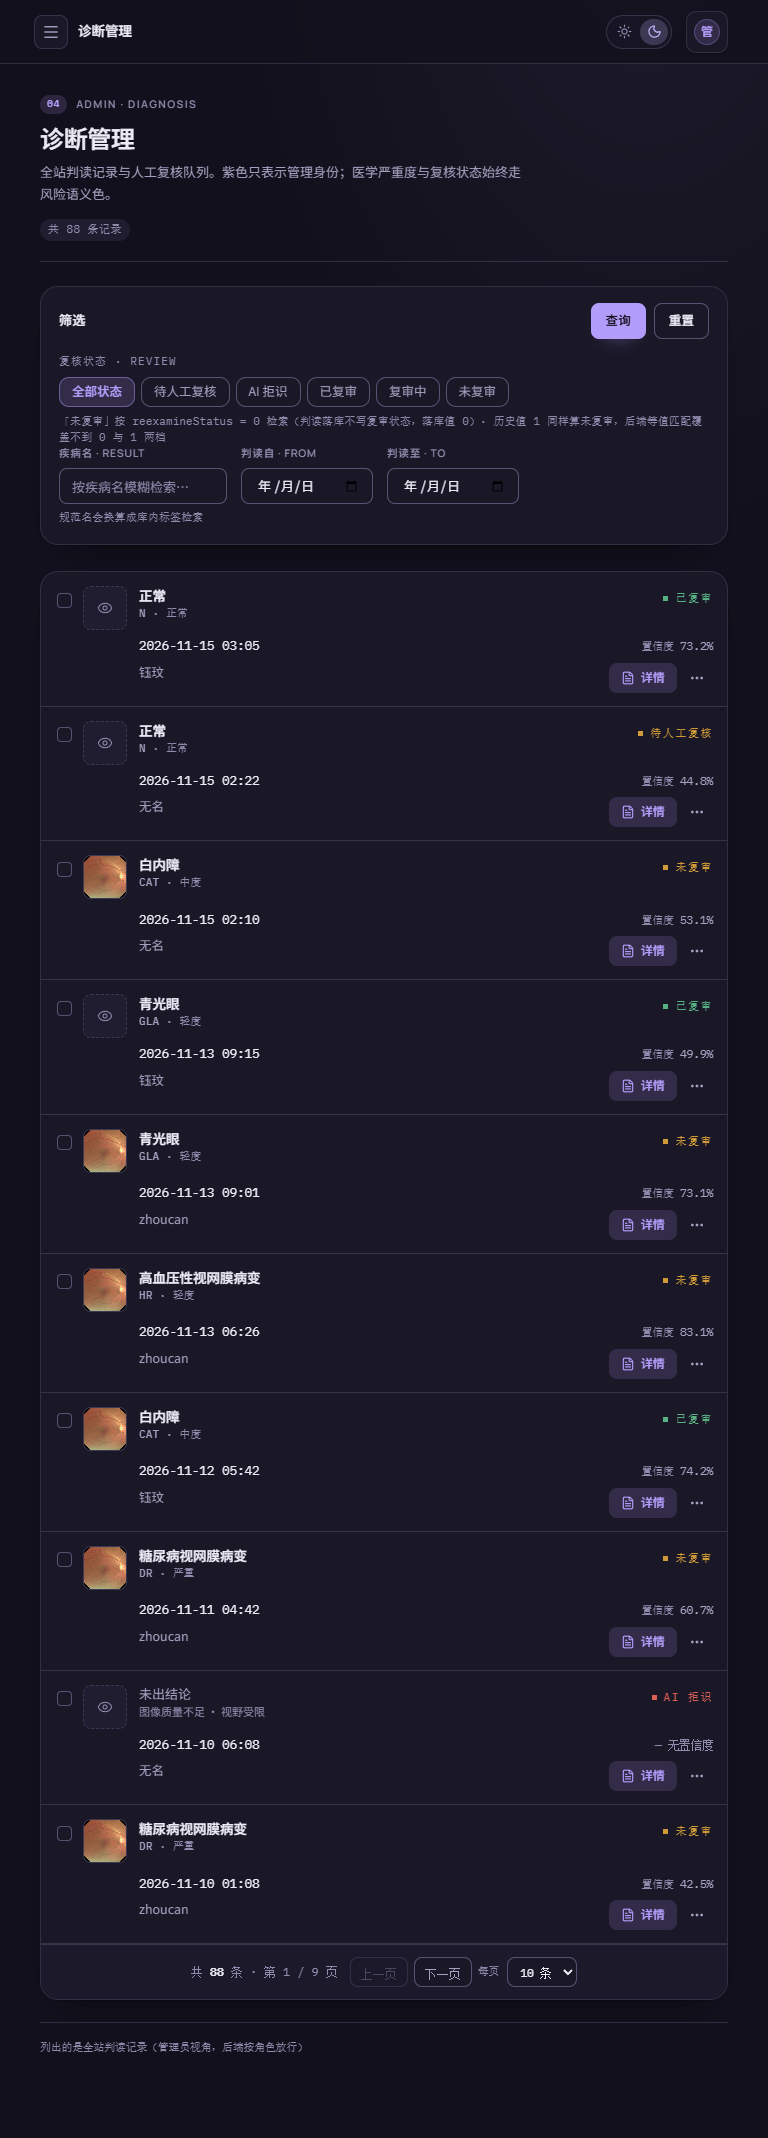 诊断管理
管
04 ADMIN · DIAGNOSIS
诊断管理
全站判读记录与人工复核队列。紫色只表示管理身份；医学严重度与复核状态始终走
风险语义色。
共 88 条记录
筛选
查询 重置
复核状态 · REVIEW
全部状态 待人工复核 AI 拒识 已复审 复审中 未复审
「未复审」按 reexamineStatus = 0 检索（判读落库不写复审状态，落库值 0）· 历史值 1 同样算未复审，后端等值匹配覆
盖不到 0 与 1 两档
疾病名 · RESULT 判读自 · FROM 判读至 · TO
按疾病名模糊检索… 年 /月/日 年 /月/日
规范名会换算成库内标签检索
正常 已复审
N · 正常
2026-11-15 03:05 置信度 73.2%
钰玟 详情 ···
正常 待人工复核
N · 正常
2026-11-15 02:22 置信度 44.8%
无名 详情 ···
白内障 未复审
CAT · 中度
2026-11-15 02:10 置信度 53.1%
无名 详情 ···
青光眼 已复审
GLA · 轻度
2026-11-13 09:15 置信度 49.9%
钰玟 详情 ···
青光眼 未复审
GLA · 轻度
2026-11-13 09:01 置信度 73.1%
zhoucan 详情 ···
高血压性视网膜病变 未复审
HR · 轻度
2026-11-13 06:26 置信度 83.1%
zhoucan 详情 ···
白内障 已复审
CAT · 中度
2026-11-12 05:42 置信度 74.2%
钰玟 详情 ···
糖尿病视网膜病变 未复审
DR · 严重
2026-11-11 04:42 置信度 60.7%
zhoucan 详情 ···
未出结论 AI 拒识
图像质量不足 · 视野受限
2026-11-10 06:08 — 无置信度
无名 详情 ···
糖尿病视网膜病变 未复审
DR · 严重
2026-11-10 01:08 置信度 42.5%
zhoucan 详情 ···
共 88 条 · 第 1 / 9 页 上一页 下一页 每页 10 条
列出的是全站判读记录（管理员视角，后端按角色放行）